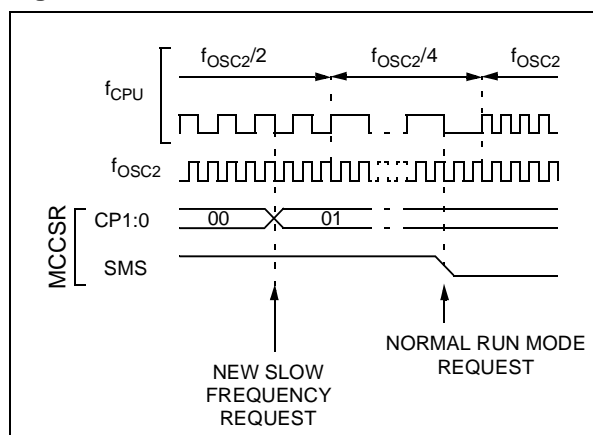 fOSC2/2
fOSC2/4
fOSC2
fCPU
fOSC2
MCCSR
CP1:0
00
01
SMS
NEW SLOW
FREQUENCY
REQUEST
NORMAL RUN MODE
REQUEST